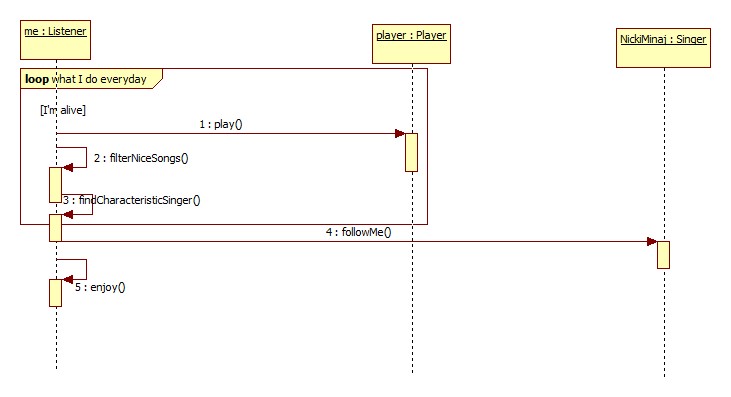 me : Listener
player : Player
NickiMinaj : Singer
loop what I do everyday
[I'm alive]
1 : play()
2 : filterNiceSongs()
3 : findCharacteristicSinger()
4 : followMe()
5 : enjoy()